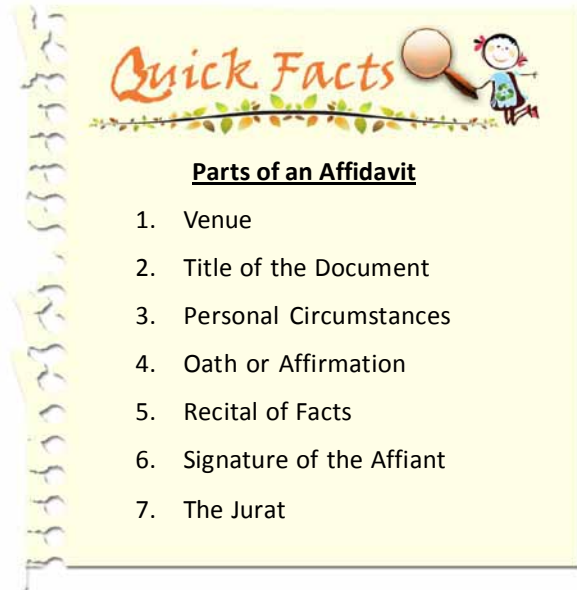 Quick Facts
Parts of an Affidavit
1. Venue
2. Title of the Document
3. Personal Circumstances
4. Oath or Affirmation
5. Recital of Facts
6. Signature of the Affiant
7. The Jurat